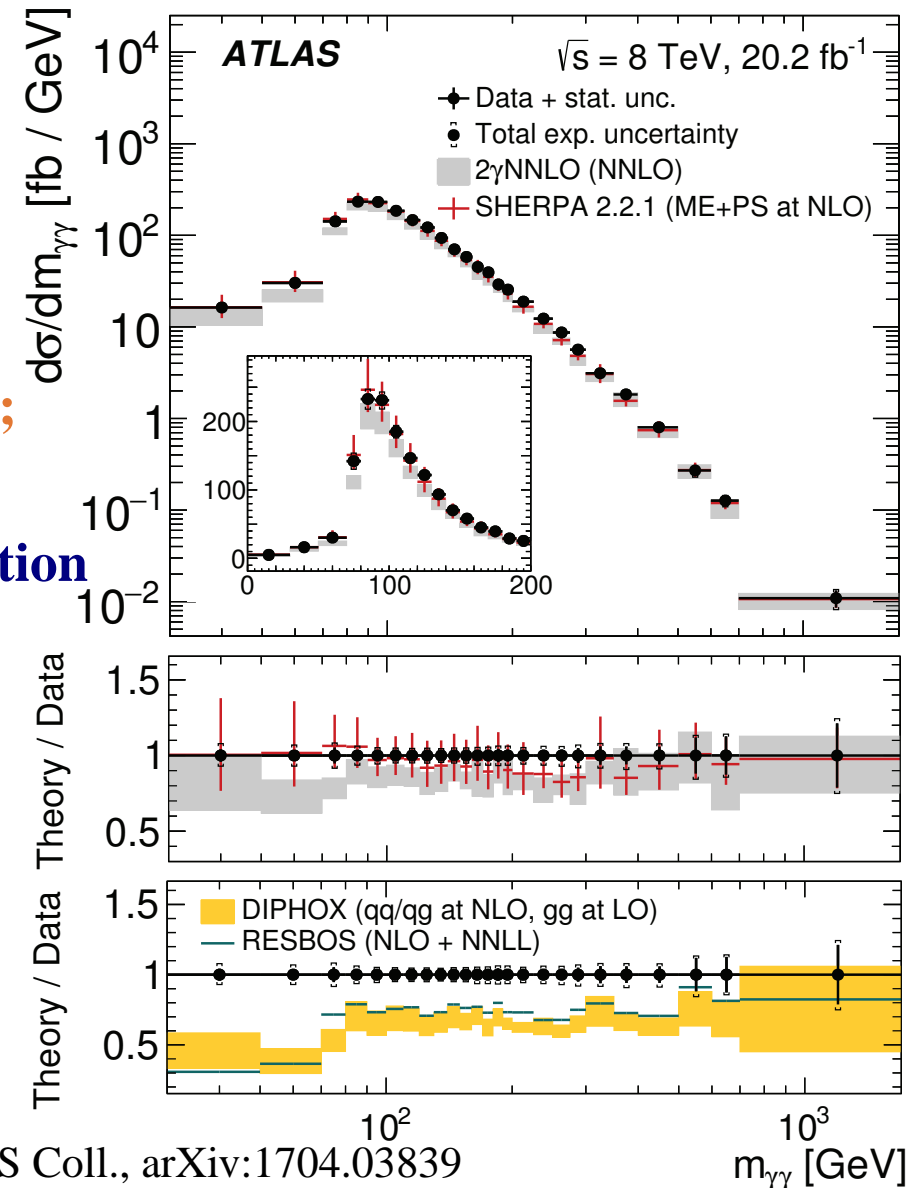 dσ/dm_γγ [fb / GeV]
10⁴
10³
10²
10
1
10⁻¹
10⁻²
ATLAS
√s = 8 TeV, 20.2 fb⁻¹
Data + stat. unc.
Total exp. uncertainty
2γNNLO (NNLO)
SHERPA 2.2.1 (ME+PS at NLO)
200
100
0
0 100 200
;
tion
Theory / Data
1.5
1
0.5
Theory / Data
1.5
1
0.5
DIPHOX (qq/qg at NLO, gg at LO)
RESBOS (NLO + NNLL)
10² 10³
S Coll., arXiv:1704.03839
m_γγ [GeV]